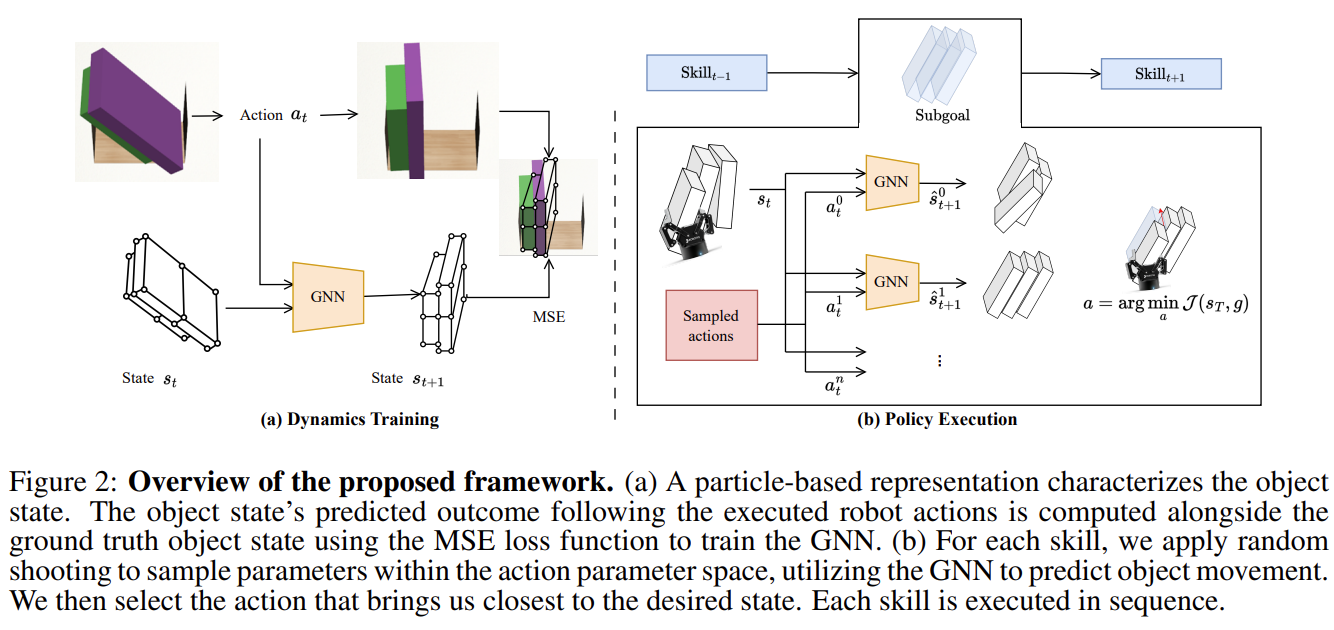 Action a_t
GNN
MSE
State s_t
State s_{t+1}
(a) Dynamics Training
Skill_{t−1}
Subgoal
Skill_{t+1}
s_t
a_t^0
GNN
ŝ_{t+1}^0
a_t^1
GNN
ŝ_{t+1}^1
Sampled
actions
a_t^n
⋮
a = arg min_a 𝒥(s_T, g)
(b) Policy Execution
Figure 2: Overview of the proposed framework. (a) A particle-based representation characterizes the object
state. The object state's predicted outcome following the executed robot actions is computed alongside the
ground truth object state using the MSE loss function to train the GNN. (b) For each skill, we apply random
shooting to sample parameters within the action parameter space, utilizing the GNN to predict object movement.
We then select the action that brings us closest to the desired state. Each skill is executed in sequence.